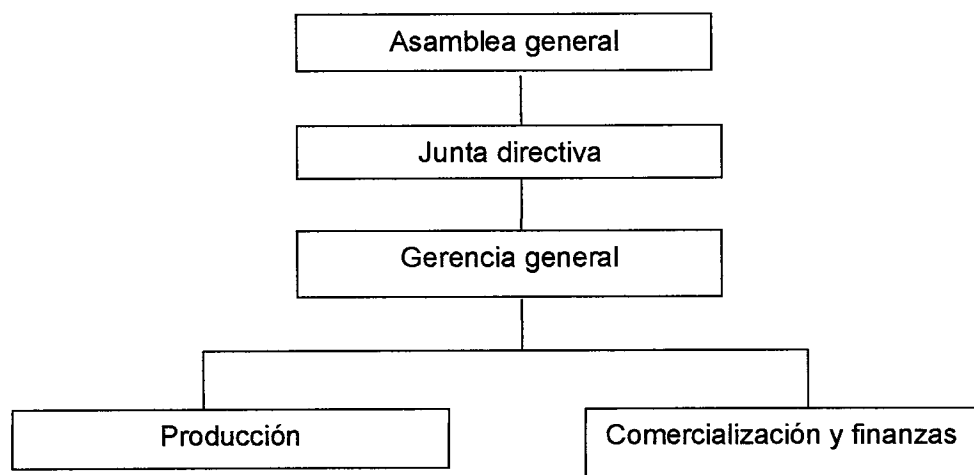 Asamblea general
Junta directiva
Gerencia general
Producción
Comercialización y finanzas